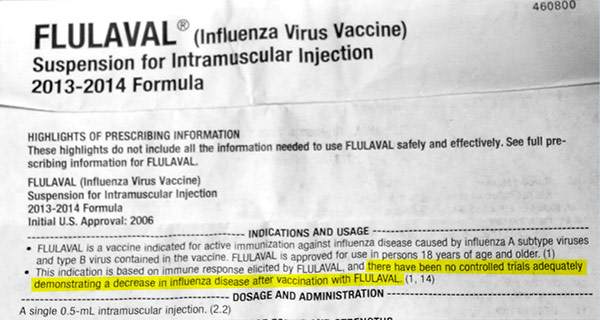 460800
FLULAVAL® (Influenza Virus Vaccine)
Suspension for Intramuscular Injection
2013-2014 Formula
HIGHLIGHTS OF PRESCRIBING INFORMATION
These highlights do not include all the information needed to use FLULAVAL safely and effectively. See full pre-
scribing information for FLULAVAL.
FLULAVAL (Influenza Virus Vaccine)
Suspension for Intramuscular Injection
2013-2014 Formula
Initial U.S. Approval: 2006
INDICATIONS AND USAGE
• FLULAVAL is a vaccine indicated for active immunization against influenza disease caused by influenza A subtype viruses
and type B virus contained in the vaccine. FLULAVAL is approved for use in persons 18 years of age and older. (1)
• This indication is based on immune response elicited by FLULAVAL, and there have been no controlled trials adequately
demonstrating a decrease in influenza disease after vaccination with FLULAVAL. (1, 14)
DOSAGE AND ADMINISTRATION
A single 0.5-mL intramuscular injection. (2.2)